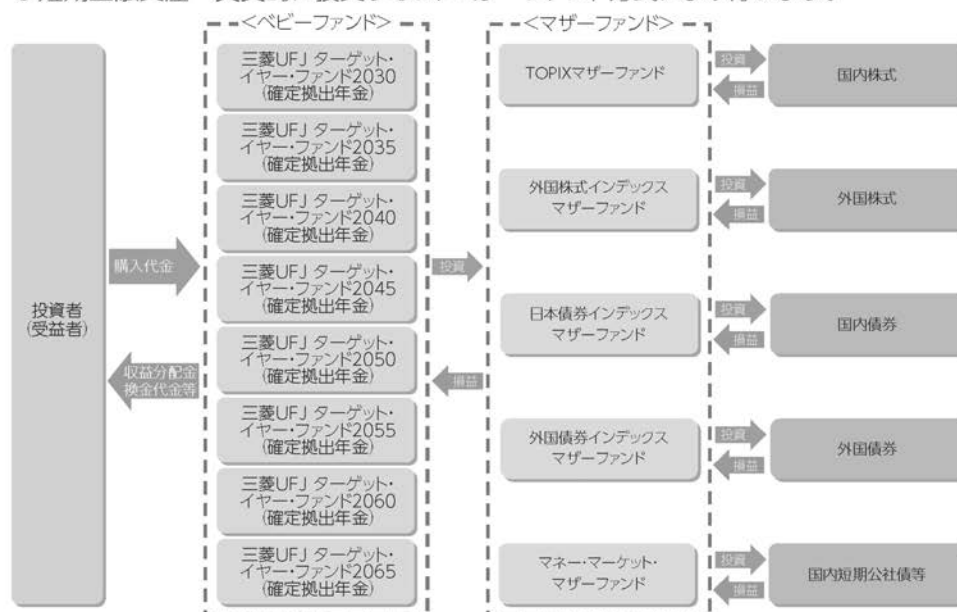 <ベビーファンド>
<マザーファンド>
投資者
(受益者)
購入代金
収益分配金
換金代金等
三菱UFJ ターゲット・
イヤー・ファンド2030
(確定拠出年金)
三菱UFJ ターゲット・
イヤー・ファンド2035
(確定拠出年金)
三菱UFJ ターゲット・
イヤー・ファンド2040
(確定拠出年金)
三菱UFJ ターゲット・
イヤー・ファンド2045
(確定拠出年金)
三菱UFJ ターゲット・
イヤー・ファンド2050
(確定拠出年金)
三菱UFJ ターゲット・
イヤー・ファンド2055
(確定拠出年金)
三菱UFJ ターゲット・
イヤー・ファンド2060
(確定拠出年金)
三菱UFJ ターゲット・
イヤー・ファンド2065
(確定拠出年金)
投資
損益
TOPIXマザーファンド
投資
損益
国内株式
外国株式インデックス
マザーファンド
投資
損益
外国株式
日本債券インデックス
マザーファンド
投資
損益
国内債券
外国債券インデックス
マザーファンド
投資
損益
外国債券
マネー・マーケット・
マザーファンド
投資
損益
国内短期公社債等